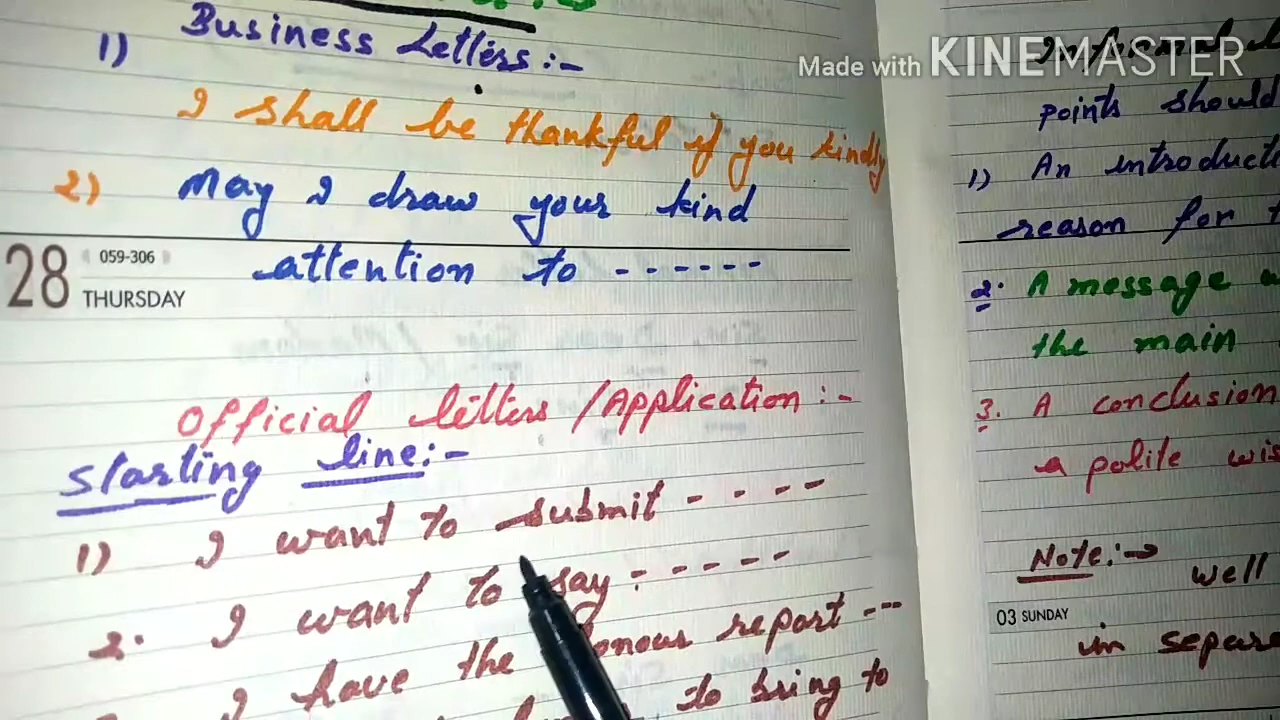 Made with KINEMASTER
1) Business Letters:-
I shall be thankful if you kindly
2) May I draw your kind
28 059-306
THURSDAY
attention to ------
Official letters /Application :-
starting line:-
1) I want to submit ----
2. I want to say -----
I have the honour report ---
to bring to
points should
1) An introduct
reason for t
2. A message
the main
3. A conclusion
a polite wis
Note:→
well
03 SUNDAY
in separ